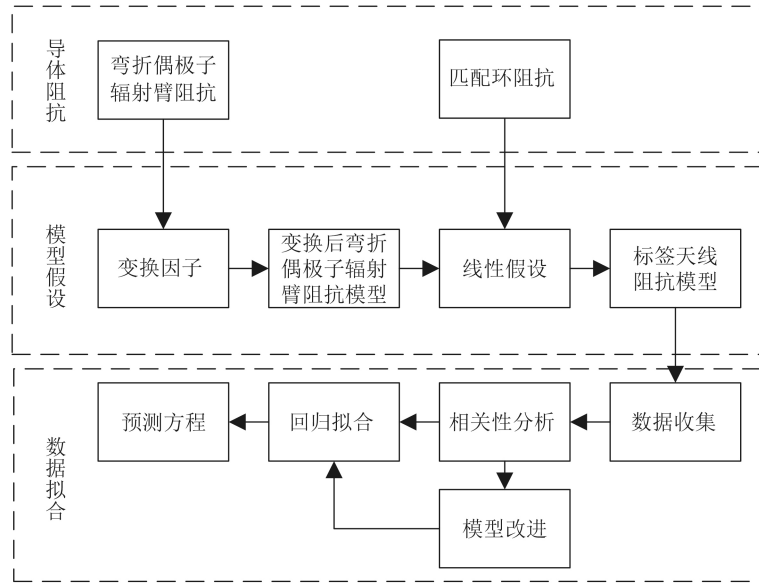 导体阻抗
弯折偶极子
辐射臂阻抗
匹配环阻抗
模型假设
变换因子
变换后弯折
偶极子辐射
臂阻抗模型
线性假设
标签天线
阻抗模型
数据拟合
预测方程
回归拟合
相关性分析
数据收集
模型改进